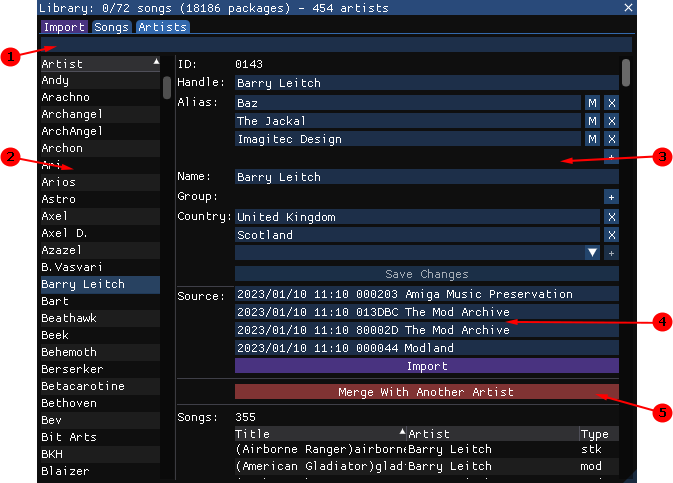 Library: 0/72 songs (18186 packages) - 454 artists ✕
Import Songs Artists
1
Artist
Andy
Arachno
Archangel
ArchAngel
Archon
Ari
2
Arios
Astro
Axel
Axel D.
Azazel
B.Vasvari
Barry Leitch
Bart
Beathawk
Beek
Behemoth
Berserker
Betacarotine
Bethoven
Bev
Bit Arts
BKH
Blaizer
ID: 0143
Handle: Barry Leitch
Alias: Baz M X
The Jackal M X
Imagitec Design M X
+
3
Name: Barry Leitch
Group: +
Country: United Kingdom X
Scotland X
+
Save Changes
Source: 2023/01/10 11:10 000203 Amiga Music Preservation
2023/01/10 11:10 013DBC The Mod Archive
4
2023/01/10 11:10 80002D The Mod Archive
2023/01/10 11:10 000044 Modland
Import
Merge With Another Artist
5
Songs: 355
Title Artist Type
(Airborne Ranger)airborne Barry Leitch stk
(American Gladiator)glad Barry Leitch mod